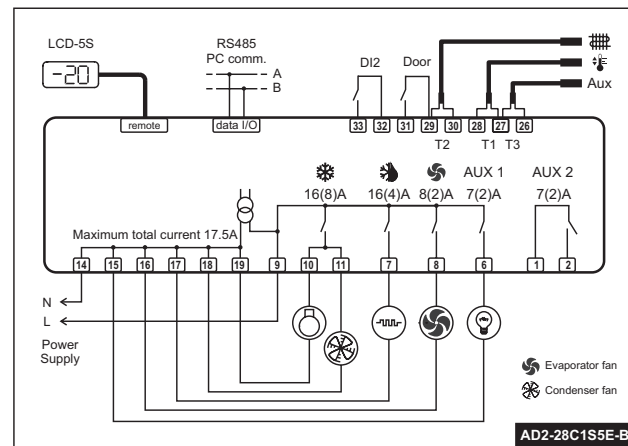 LCD-5S
RS485
PC comm.
-20
A
B
DI2
Door
Aux
remote
data I/O
33 32 31 29 30 28 27 26
T2 T1 T3
AUX 1
AUX 2
16(8)A
16(4)A
8(2)A
7(2)A
7(2)A
Maximum total current 17.5A
14 15 16 17 18 19 9 10 11 7 8 6 1 2
N
L
Power
Supply
Evaporator fan
Condenser fan
AD2-28C1S5E-B